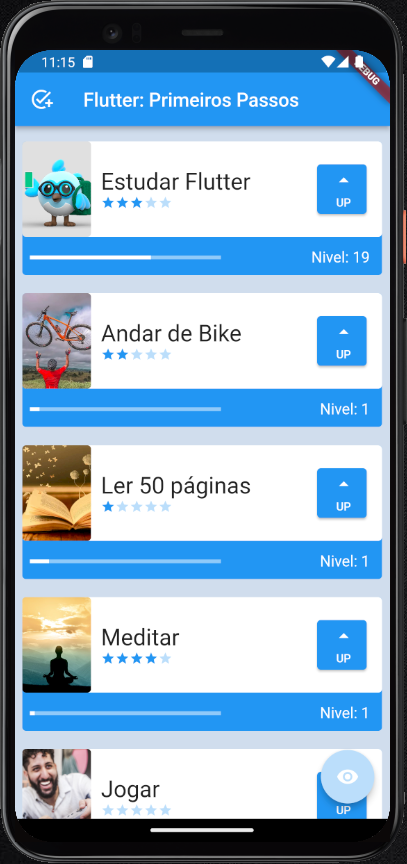 11:15
DEBUG
Flutter: Primeiros Passos
Estudar Flutter
UP
Nivel: 19
Andar de Bike
UP
Nivel: 1
Ler 50 páginas
UP
Nivel: 1
Meditar
UP
Nivel: 1
Jogar
UP